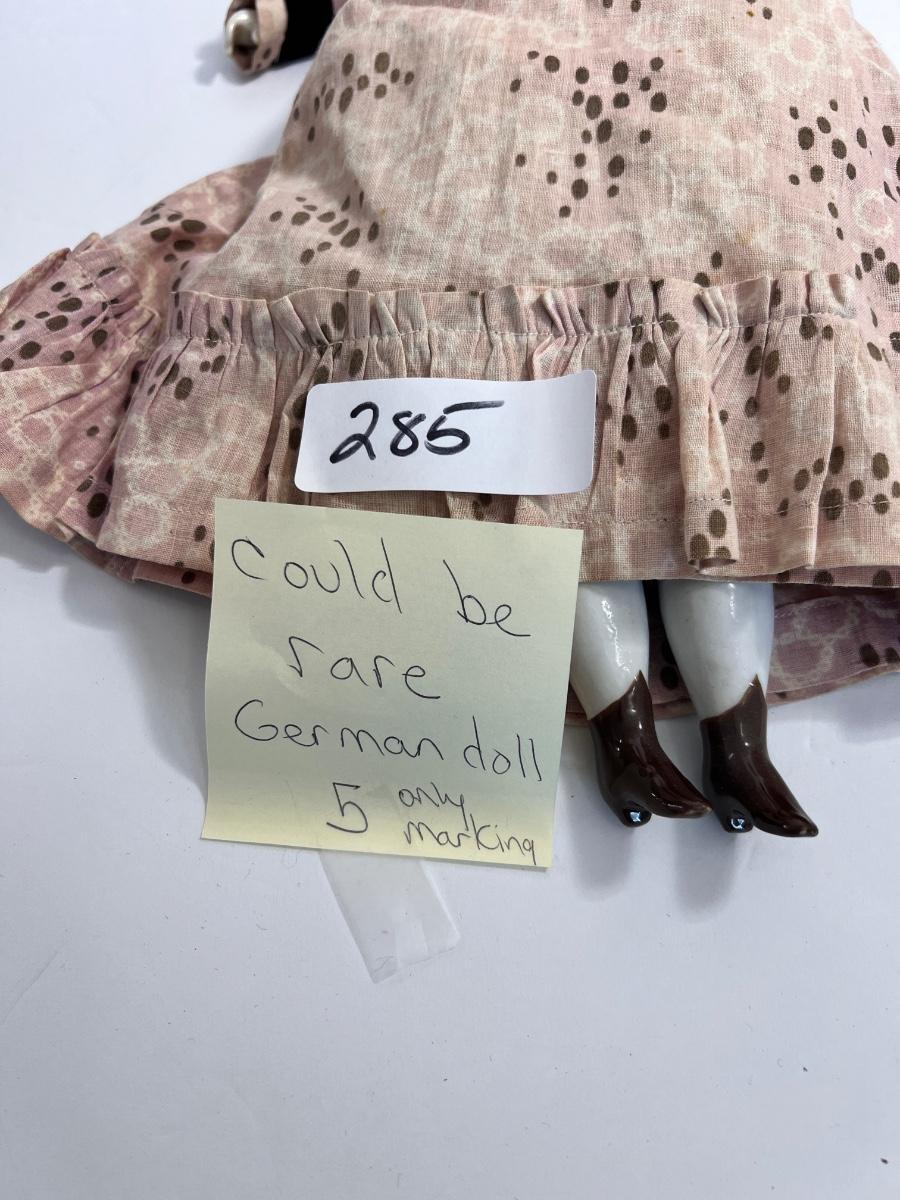 285
Could be
rare
German doll
5 only
marking